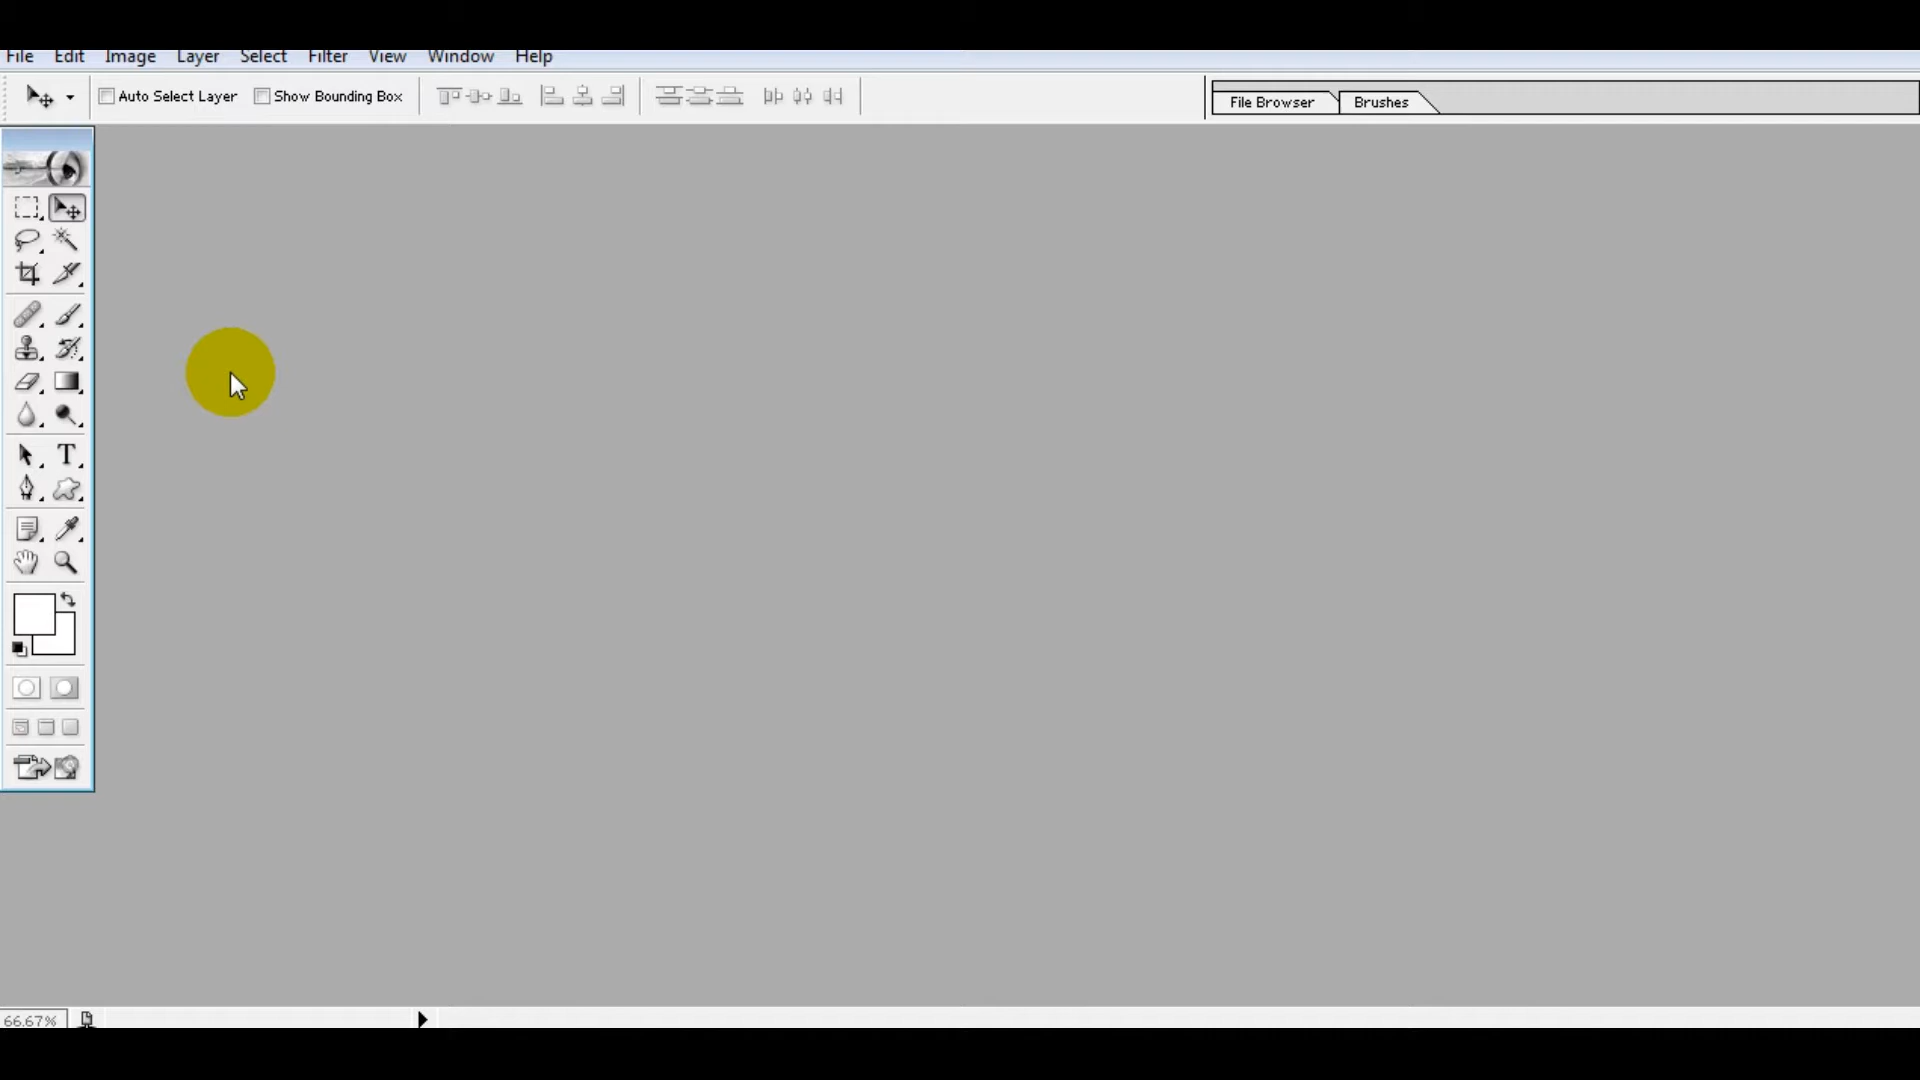 File Edit Image Layer Select Filter View Window Help
Auto Select Layer Show Bounding Box File Browser Brushes
T
66.67%